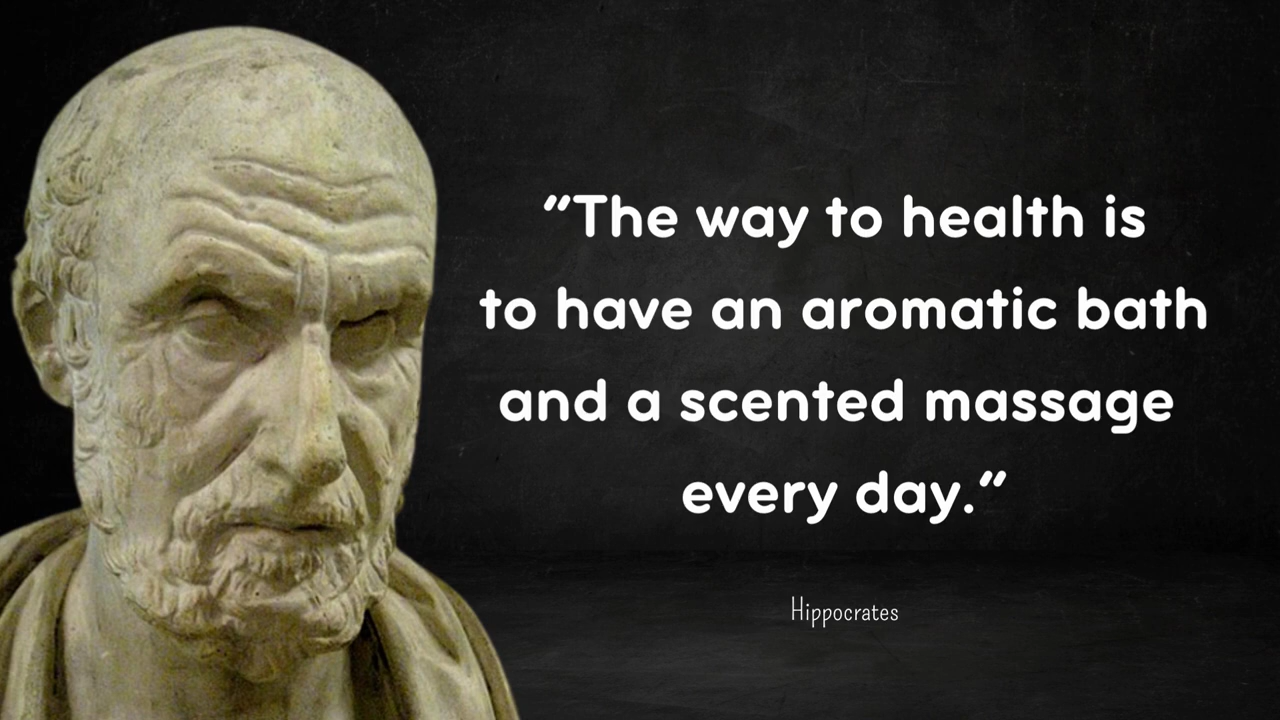 "The way to health is
to have an aromatic bath
and a scented massage
every day."
Hippocrates